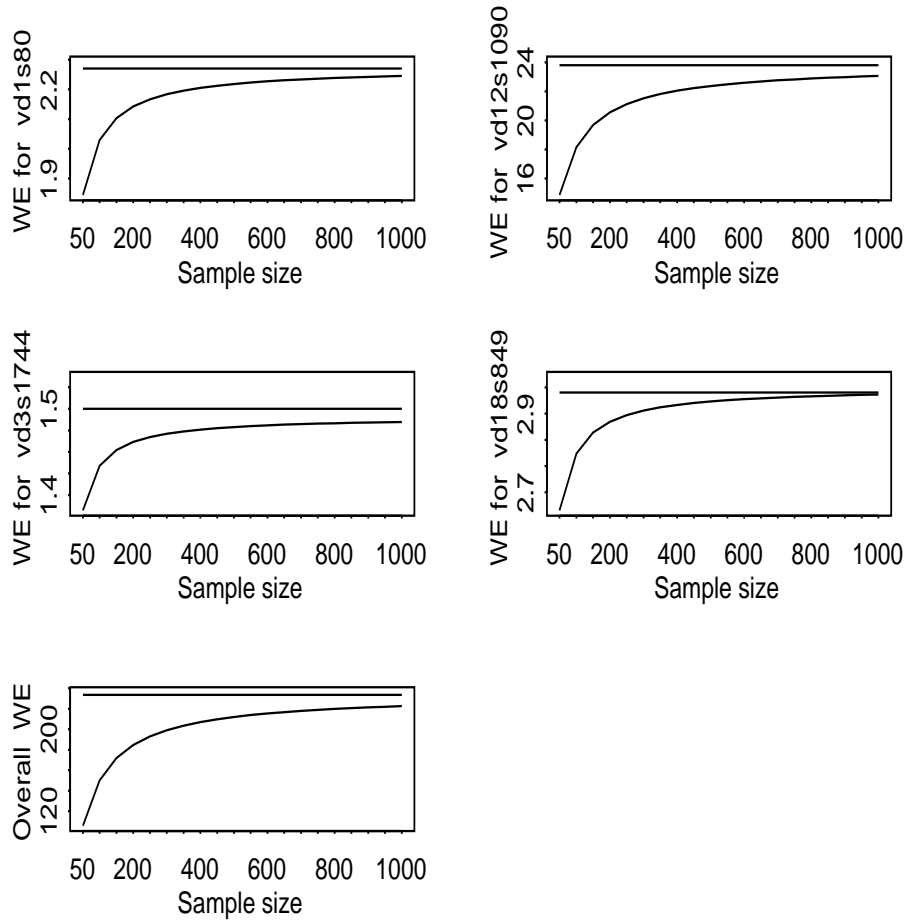 WE for vd1s80
1.9 2.2
50 200 400 600 800 1000
Sample size
WE for vd12s1090
16 20 24
50 200 400 600 800 1000
Sample size
WE for vd3s1744
1.4 1.5
50 200 400 600 800 1000
Sample size
WE for vd18s849
2.7 2.9
50 200 400 600 800 1000
Sample size
Overall WE
120 200
50 200 400 600 800 1000
Sample size